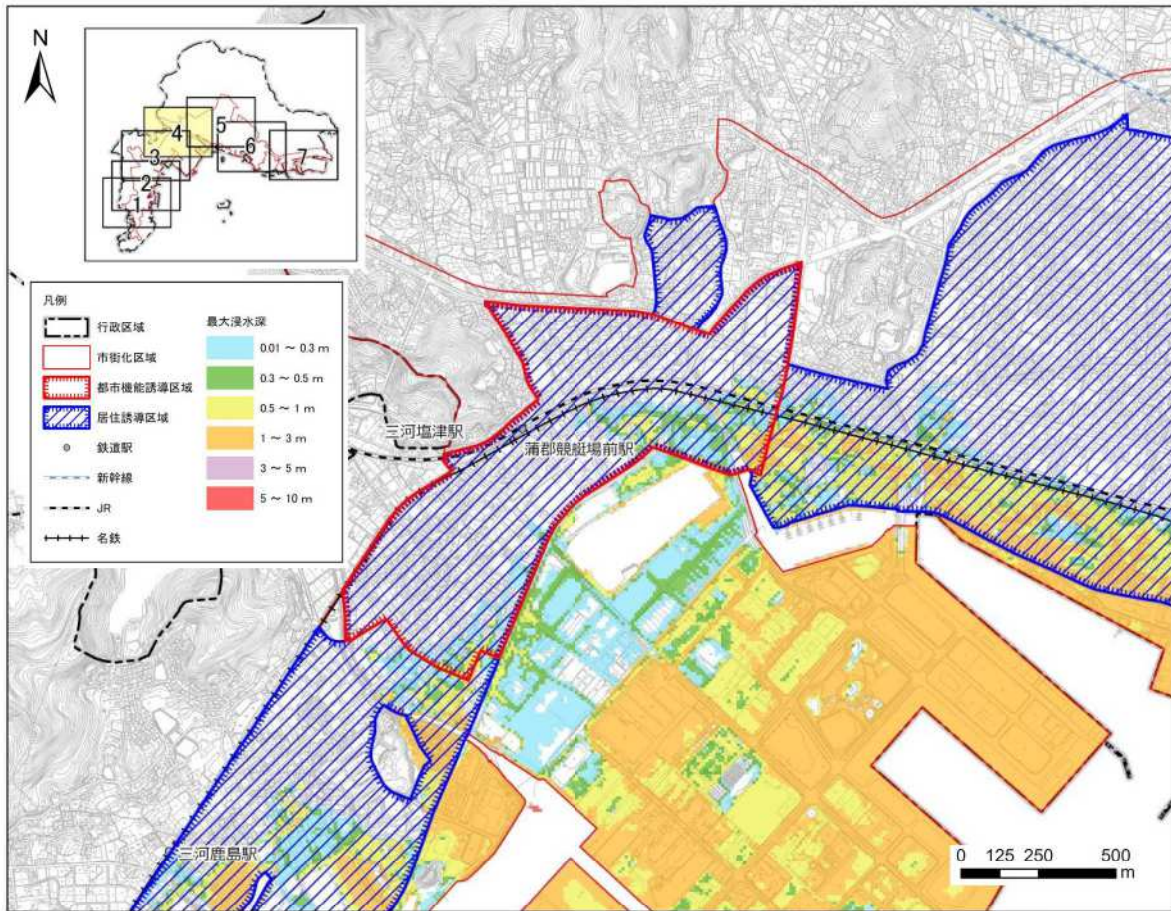 N
5
4
6
7
3
2
1
凡例
行政区域
市街化区域
都市機能誘導区域
居住誘導区域
鉄道駅
新幹線
JR
名鉄
最大浸水深
0.01 ～ 0.3 m
0.3 ～ 0.5 m
0.5 ～ 1 m
1 ～ 3 m
3 ～ 5 m
5 ～ 10 m
三河塩津駅
蒲郡競艇場前駅
三河鹿島駅
0 125 250 500
m